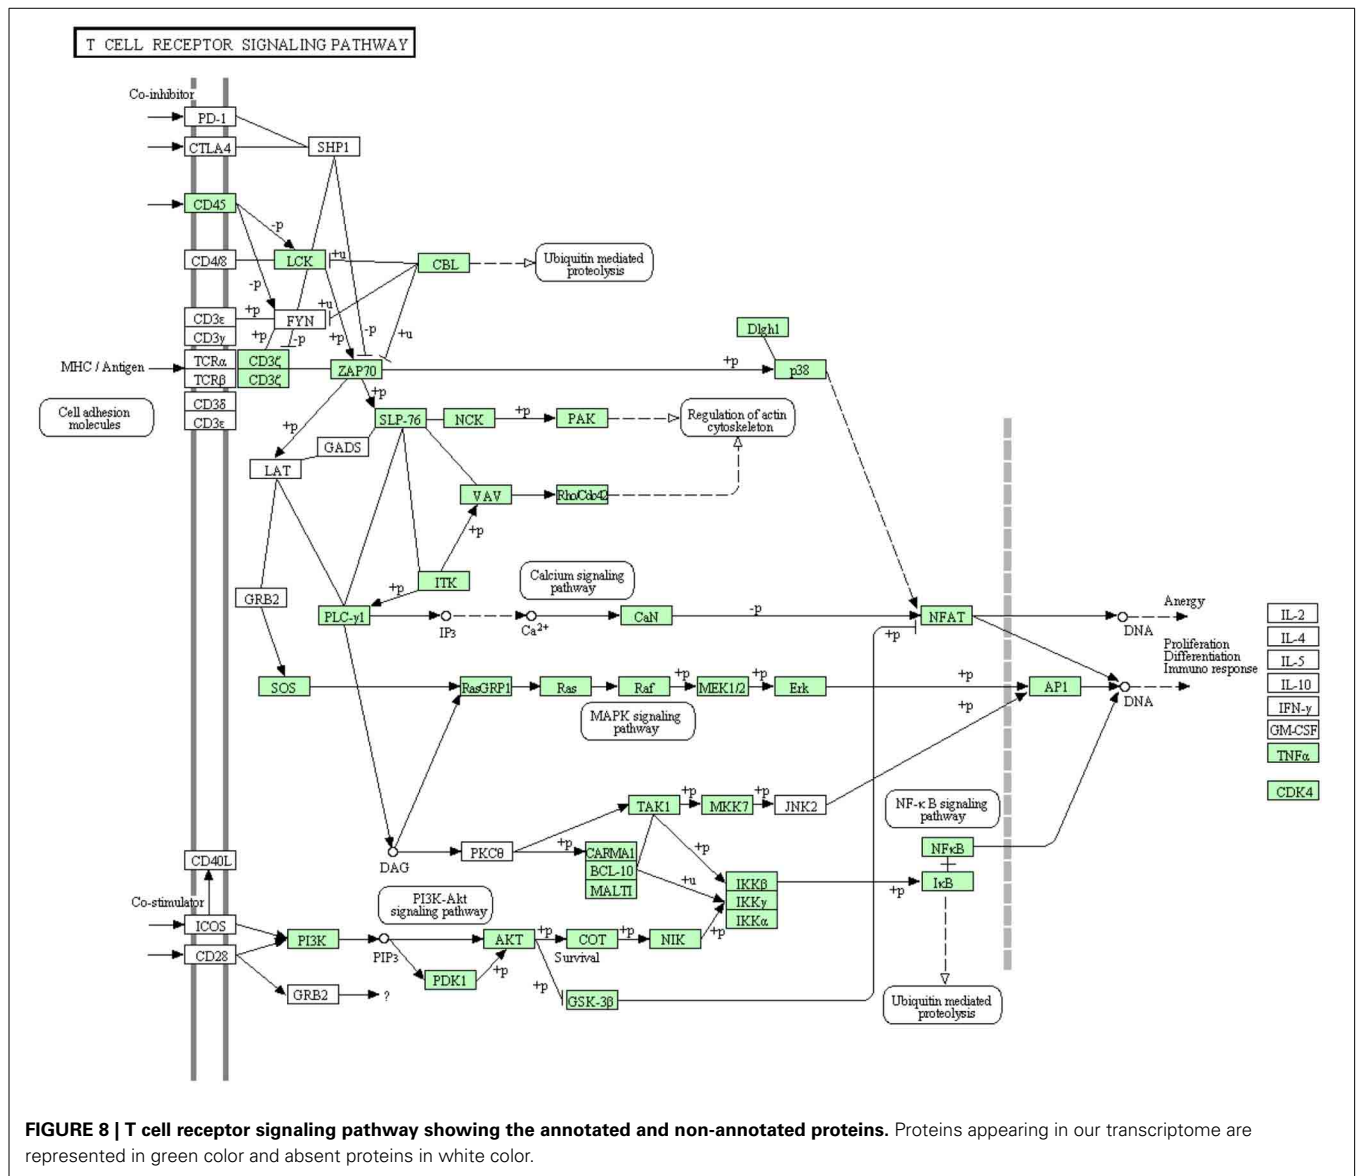 T CELL RECEPTOR SIGNALING PATHWAY
Co-inhibitor
PD-1
CTLA4
SHP1
CD45
-p
CD4/8
LCK
+u
CBL
Ubiquitin mediated
proteolysis
-p
CD3ε
+p
FYN
+u
CD3γ
+p
-p
+p
-p
+u
Dlgh1
MHC / Antigen
TCRα
CD3ζ
ZAP70
+p
p38
TCRβ
CD3ζ
+p
Cell adhesion
molecules
CD3δ
CD3ε
+p
SLP-76
NCK
+p
PAK
Regulation of actin
cytoskeleton
GADS
LAT
VAV
Rho/Cdc42
+p
ITK
+p
Calcium signaling
pathway
GRB2
PLC-γ1
IP3
Ca2+
CaN
-p
+p
NFAT
DNA
Anergy
Proliferation
Differentiation
Immuno response
IL-2
IL-4
IL-5
IL-10
IFN-γ
GM-CSF
TNFα
CDK4
SOS
RasGRP1
Ras
Raf
+p
MEK1/2
+p
Erk
+p
AP1
DNA
MAPK signaling
pathway
+p
TAK1
+p
MKK7
+p
JNK2
NF-κB signaling
pathway
DAG
PKCθ
+p
CARMA1
BCL-10
MALT1
+p
+u
IKKβ
IKKγ
IKKα
+p
NFκB
IκB
CD40L
Co-stimulator
ICOS
CD28
PI3K-Akt
signaling pathway
PI3K
PIP3
AKT
+p
COT
+p
NIK
+p
Survival
PDK1
+p
+p
GSK-3β
GRB2
?
Ubiquitin mediated
proteolysis
FIGURE 8 | T cell receptor signaling pathway showing the annotated and non-annotated proteins. Proteins appearing in our transcriptome are
represented in green color and absent proteins in white color.